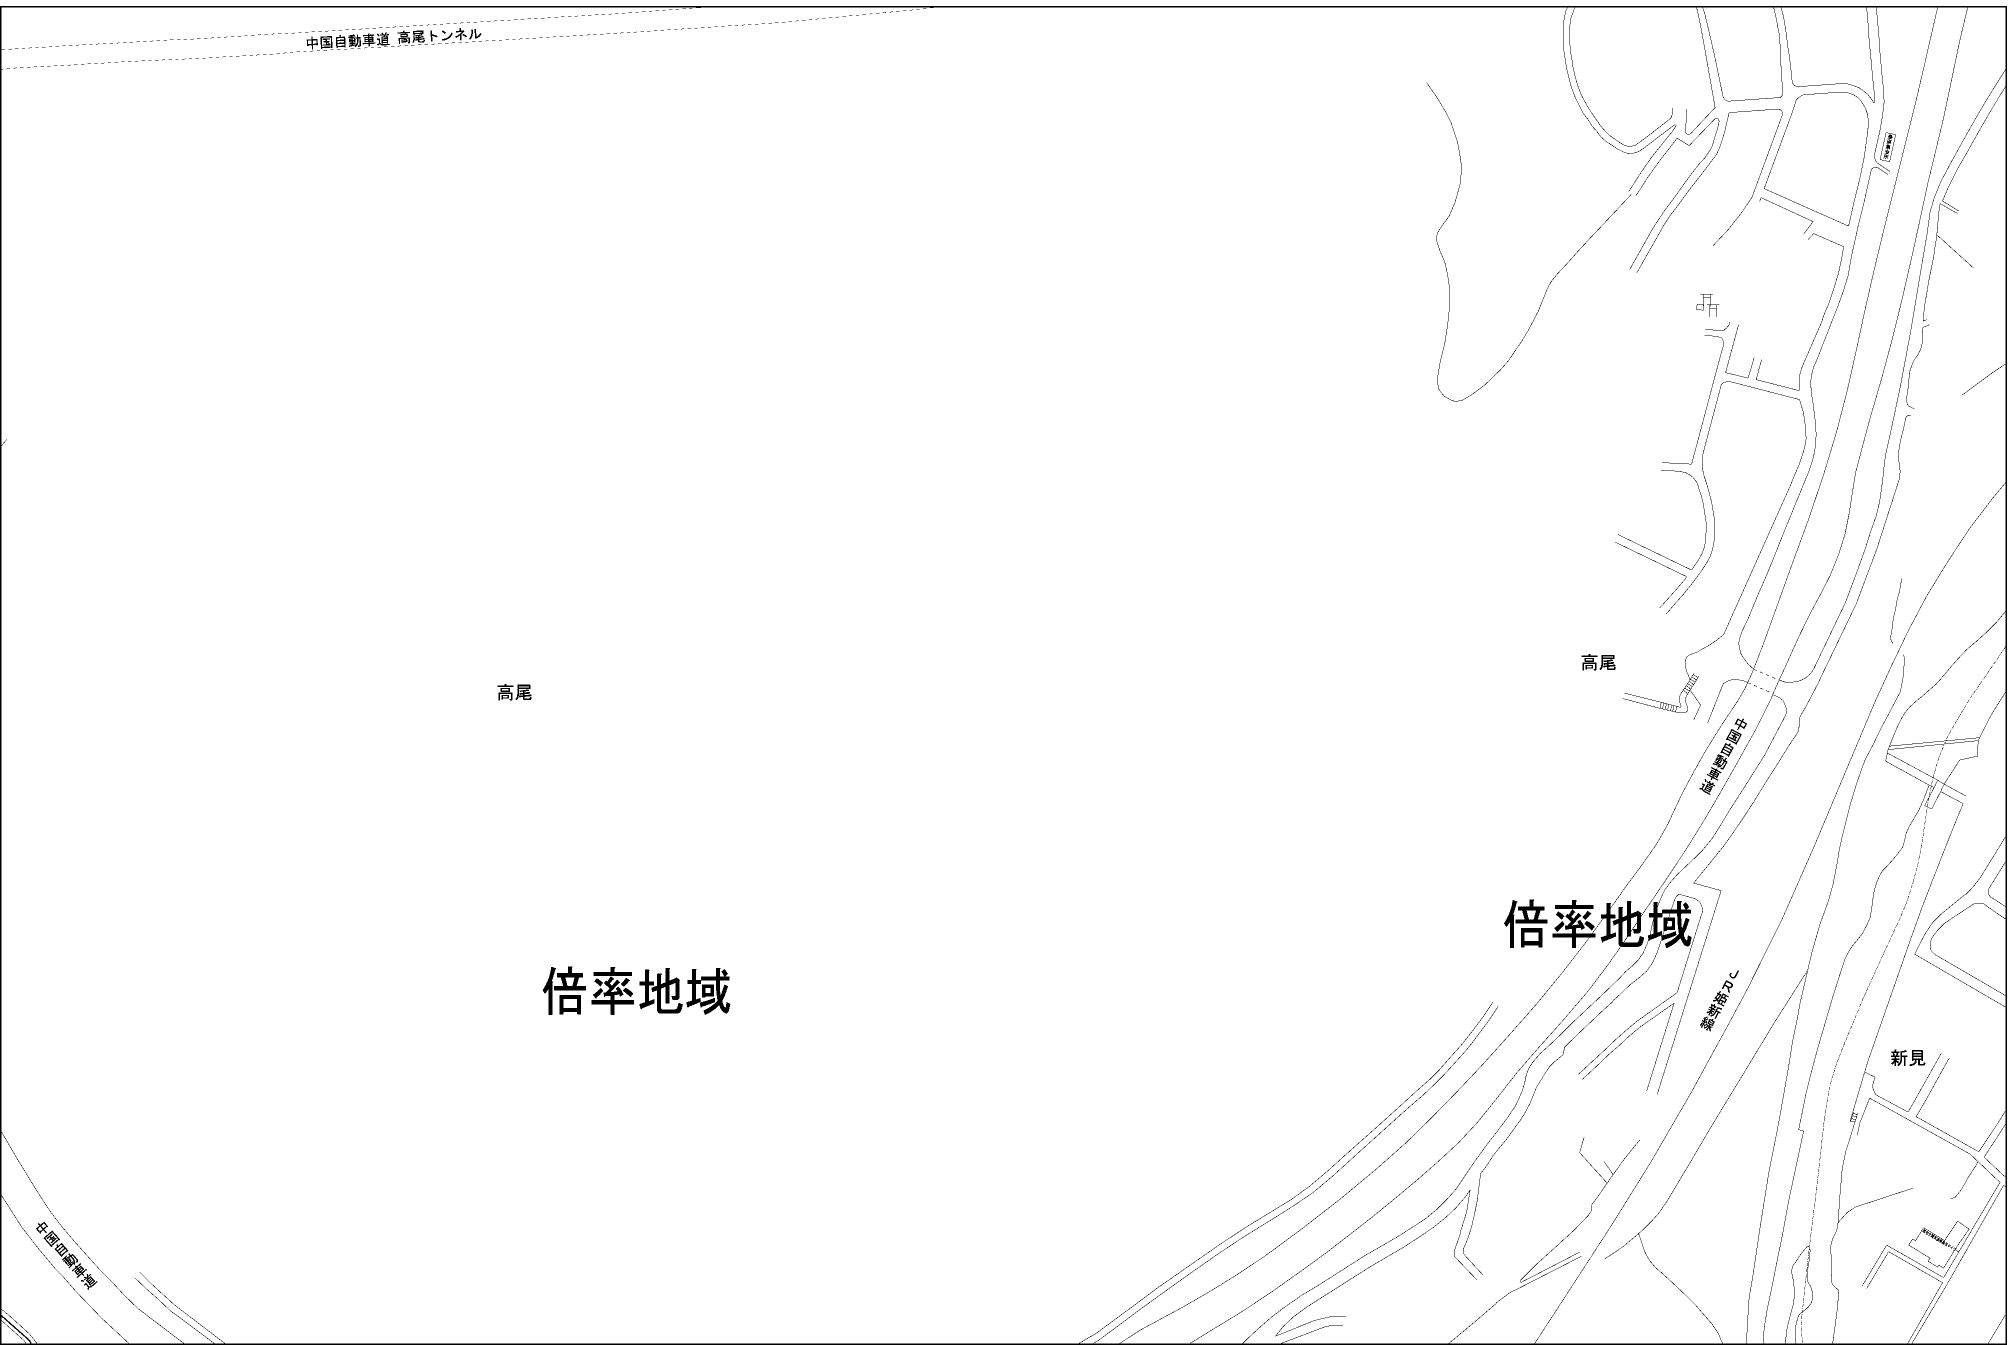 中国自動車道 高尾トンネル
高尾
高尾
中国自動車道
倍率地域
倍率地域
JR姫新線
新見
中国自動車道